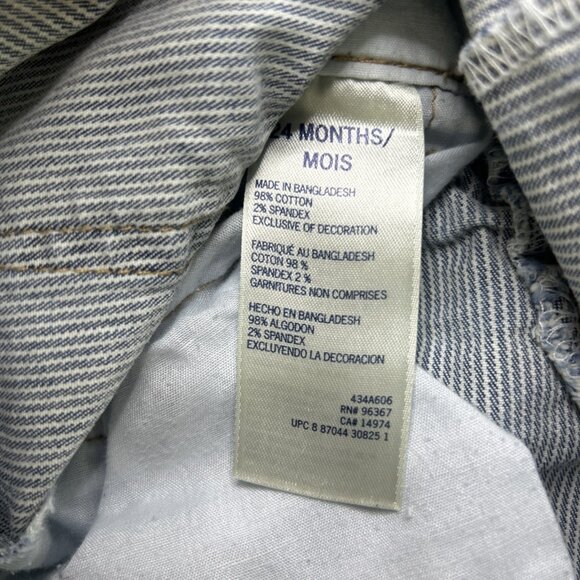 24 MONTHS/
MOIS
MADE IN BANGLADESH
98% COTTON
2% SPANDEX
EXCLUSIVE OF DECORATION
FABRIQUÉ AU BANGLADESH
COTON 98 %
SPANDEX 2 %
GARNITURES NON COMPRISES
HECHO EN BANGLADESH
98% ALGODON
2% SPANDEX
EXCLUYENDO LA DECORACION
434A606
RN# 96367
CA# 14974
UPC 8 87044 30825 1